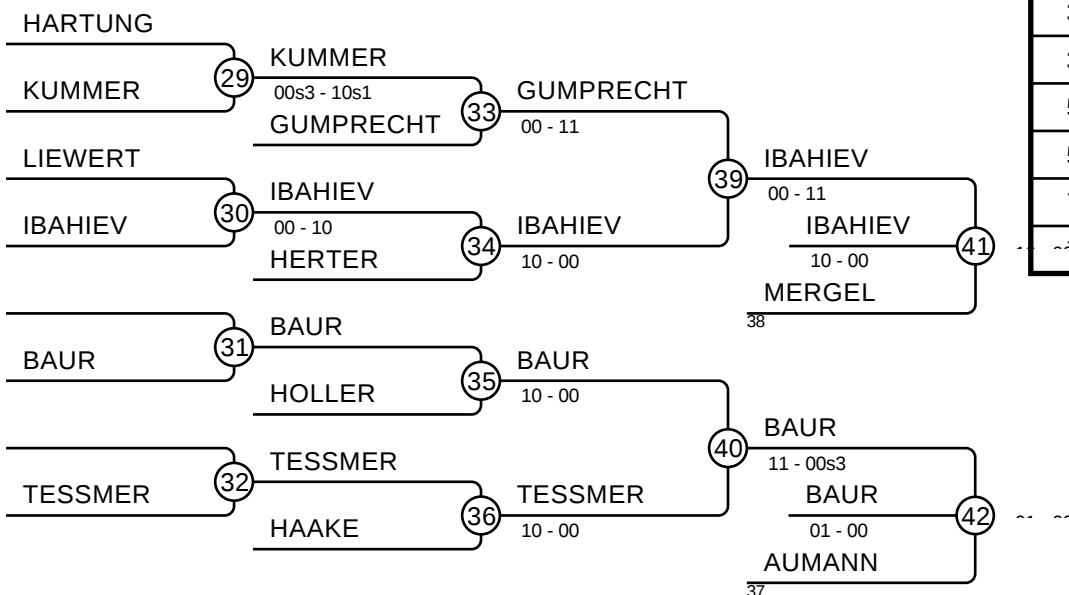 HARTUNG
KUMMER
LIEWERT
IBAHIEV
BAUR
TESSMER
29
30
31
32
KUMMER
00s3 - 10s1
GUMPRECHT
IBAHIEV
00 - 10
HERTER
BAUR
HOLLER
TESSMER
HAAKE
33
34
35
36
GUMPRECHT
00 - 11
IBAHIEV
10 - 00
BAUR
10 - 00
TESSMER
10 - 00
39
40
IBAHIEV
00 - 11
IBAHIEV
10 - 00
MERGEL
38
BAUR
11 - 00s3
BAUR
01 - 00
AUMANN
37
41
42